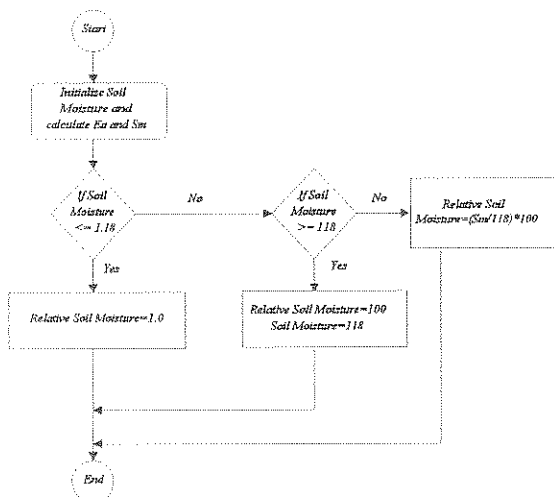 Start
Initialize Soil
Moisture and
calculate Ea and Sm
If Soil
Moisture
<= 1.18
No
If Soil
Moisture
>= 118
No
Relative Soil
Moisture=(Sm/118)*100
Yes
Yes
Relative Soil Moisture=1.0
Relative Soil Moisture=100
Soil Moisture=118
End